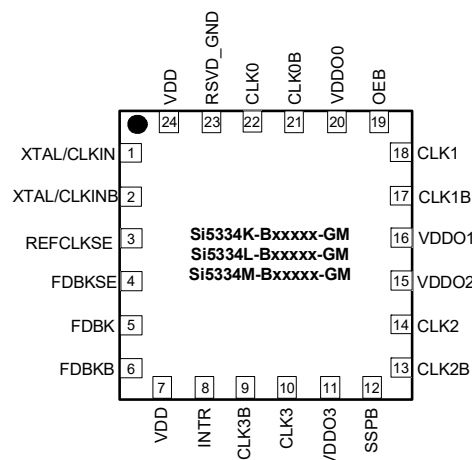 VDD
RSVD_GND
CLK0
CLK0B
VDDO0
OEB
24
23
22
21
20
19
XTAL/CLKIN 1
XTAL/CLKINB 2
REFCLKSE 3
FDBKSE 4
FDBK 5
FDBKB 6
Si5334K-Bxxxxx-GM
Si5334L-Bxxxxx-GM
Si5334M-Bxxxxx-GM
18 CLK1
17 CLK1B
16 VDDO1
15 VDDO2
14 CLK2
13 CLK2B
7
8
9
10
11
12
VDD
INTR
CLK3B
CLK3
VDDO3
SSPB